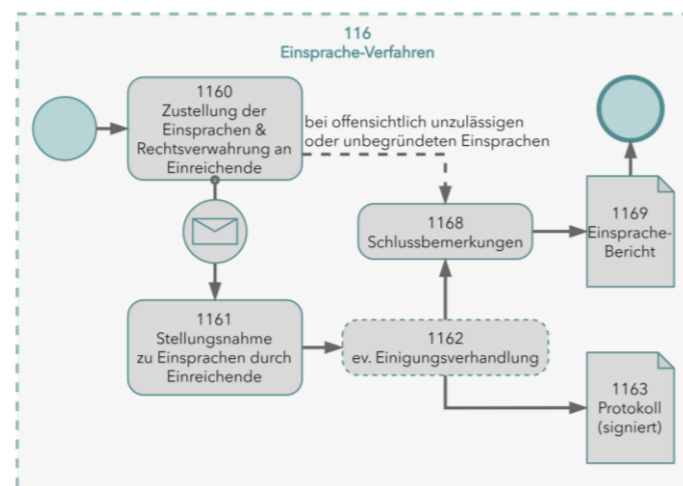 116
Einsprache-Verfahren
1160
Zustellung der
Einsprachen &
Rechtsverwahrung an
Einreichende
bei offensichtlich unzulässigen
oder unbegründeten Einsprachen
1168
Schlussbemerkungen
1169
Einsprache-
Bericht
1161
Stellungsnahme
zu Einsprachen durch
Einreichende
1162
ev. Einigungsverhandlung
1163
Protokoll
(signiert)